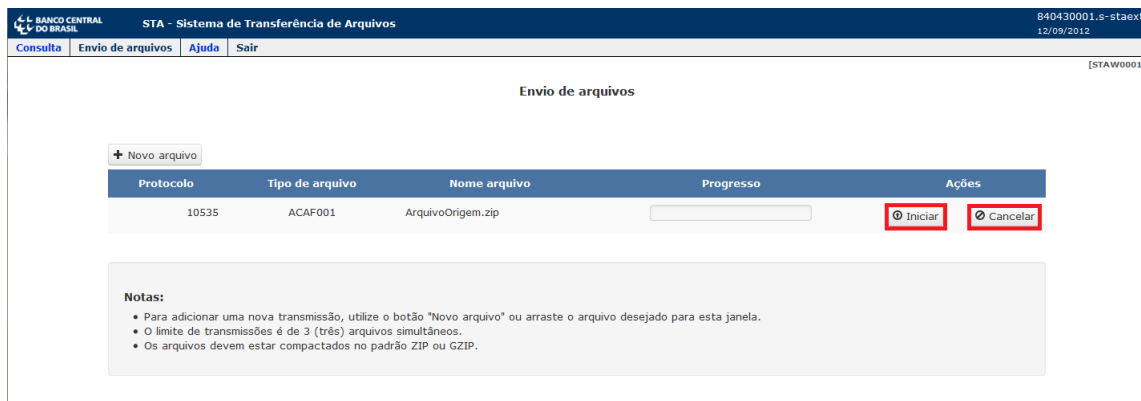 BANCO CENTRAL
DO BRASIL
STA - Sistema de Transferência de Arquivos
840430001.s-staext
12/09/2012
Consulta Envio de arquivos Ajuda Sair
[STAW0001
Envio de arquivos
Novo arquivo
Protocolo Tipo de arquivo Nome arquivo Progresso Ações
10535 ACAF001 ArquivoOrigem.zip Iniciar Cancelar
Notas:
• Para adicionar uma nova transmissão, utilize o botão "Novo arquivo" ou arraste o arquivo desejado para esta janela.
• O limite de transmissões é de 3 (três) arquivos simultâneos.
• Os arquivos devem estar compactados no padrão ZIP ou GZIP.